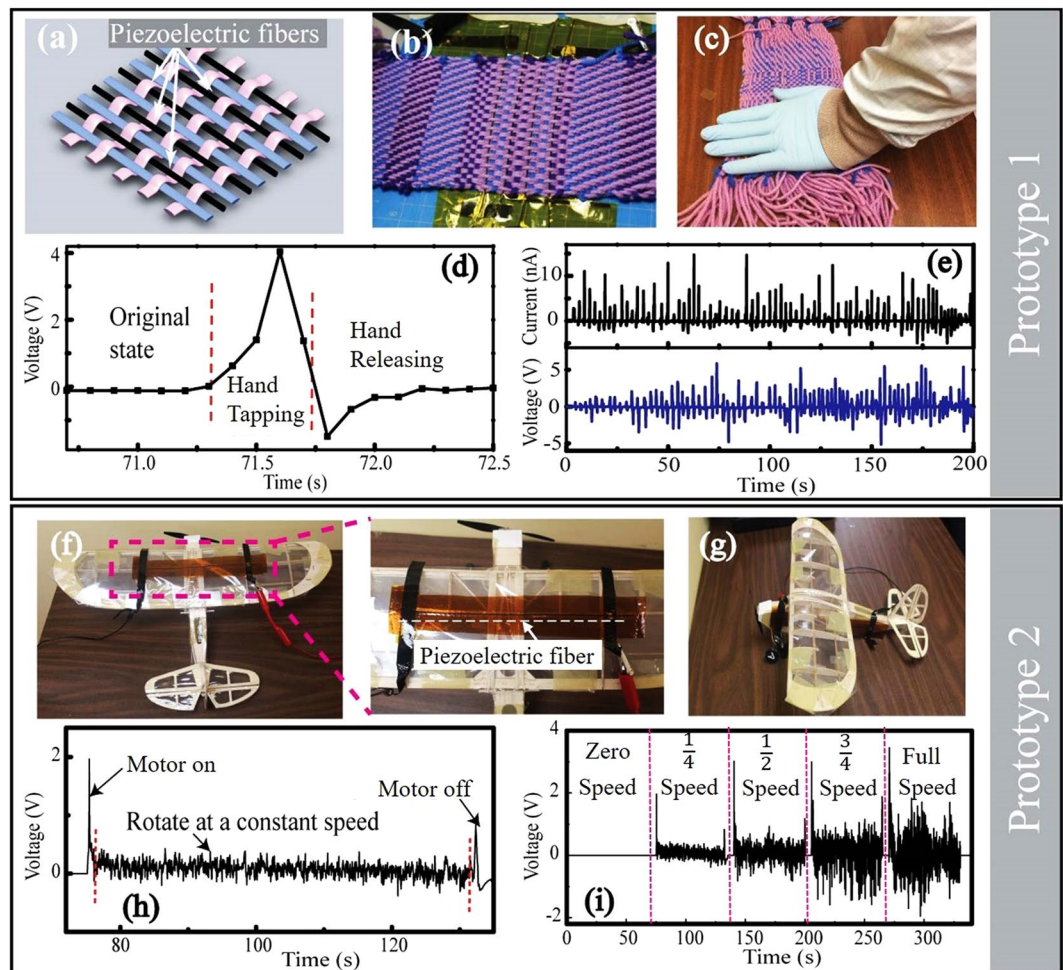 (a)
Piezoelectric fibers
(b)
(c)
(d)
Voltage (V)
4
2
0
Original
state
Hand
Tapping
Hand
Releasing
71.0
71.5
72.0
72.5
Time (s)
(e)
Current (nA)
10
0
Voltage (V)
5
0
-5
0
50
100
150
200
Time (s)
Prototype 1
(f)
Piezoelectric fiber
(g)
Voltage (V)
2
1
0
Motor on
Rotate at a constant speed
Motor off
(h)
80
100
120
Time (s)
Voltage (V)
4
2
0
-2
Zero
Speed
1/4
Speed
1/2
Speed
3/4
Speed
Full
Speed
(i)
0
50
100
150
200
250
300
Time (s)
Prototype 2